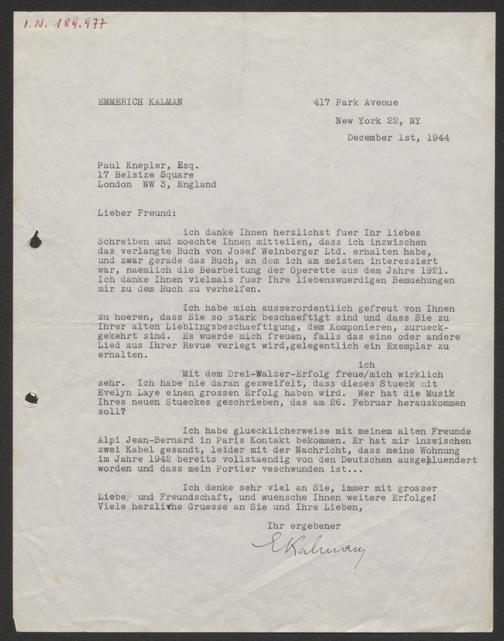 I.N. 189.977
EMMERICH KALMAN
417 Park Avenue
New York 22, NY
December 1st, 1944
Paul Knepler, Esq.
17 Belsize Square
London NW 3, England
Lieber Freund:
ich danke Ihnen herzlichst fuer Ihr liebes
Schreiben und moechte Ihnen mitteilen, dass ich inzwischen
das verlangte Buch von Josef Weinberger Ltd. erhalten habe,
und zwar gerade das Buch, an dem ich am meisten interessiert
war, naemlich die Bearbeitung der Operette aus dem Jahre 1921.
Ich danke Ihnen vielmals fuer Ihre liebenswuerdigen Bemuehungen
mir zu dem Buch zu verhelfen.
Ich habe mich ausserordentlich gefreut von Ihnen
zu hoeren, dass Sie so stark beschaeftigt sind und dass Sie zu
Ihrer alten Lieblingsbeschaeftigung, dem Komponieren, zurueck-
gekehrt sind. Es wuerde mich freuen, falls das eine oder andere
Lied aus Ihrer Revue verlegt wird,gelegentlich ein Exemplar zu
erhalten.
ich
Mit dem Drei-Walzer-Erfolg freue/mich wirklich
sehr. Ich habe nie daran gezweifelt, dass dieses Stueck mit
Evelyn Laye einen grossen Erfolg haben wird. Wer hat die Musik
Ihres neuen Stueckes geschrieben, das am 26. Februar herauskommen
soll?
Ich habe gluecklicherweise mit meinem alten Freunde
Alpi Jean-Bernard in Paris Kontakt bekommen. Er hat mir inzwischen
zwei Kabel gesandt, leider mit der Nachricht, dass meine Wohnung
im Jahre 1942 bereits vollstaendig von den Deutschen ausgepluendert
worden und dass mein Portier veschwunden ist...
Ich denke sehr viel an Sie, immer mit grosser
Liebe und Freundschaft, und wuensche Ihnen weitere Erfolge!
Viele herzliche Gruesse an Sie und Ihre Lieben,
Ihr ergebener
EKalman